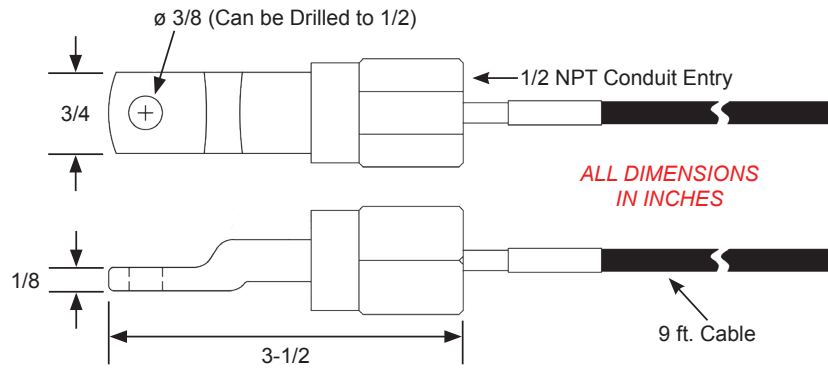 ø 3/8 (Can be Drilled to 1/2)
1/2 NPT Conduit Entry
3/4
ALL DIMENSIONS
IN INCHES
1/8
9 ft. Cable
3-1/2